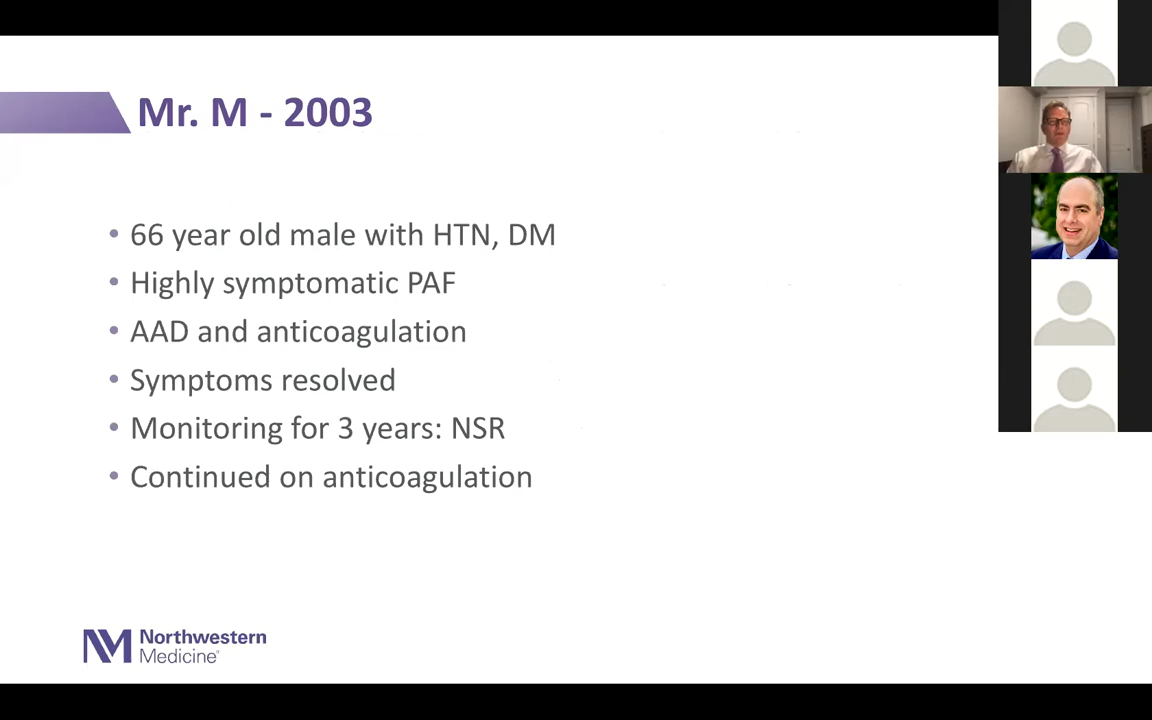 Mr. M - 2003
• 66 year old male with HTN, DM
• Highly symptomatic PAF
• AAD and anticoagulation
• Symptoms resolved
• Monitoring for 3 years: NSR
• Continued on anticoagulation
NM Northwestern
Medicine®